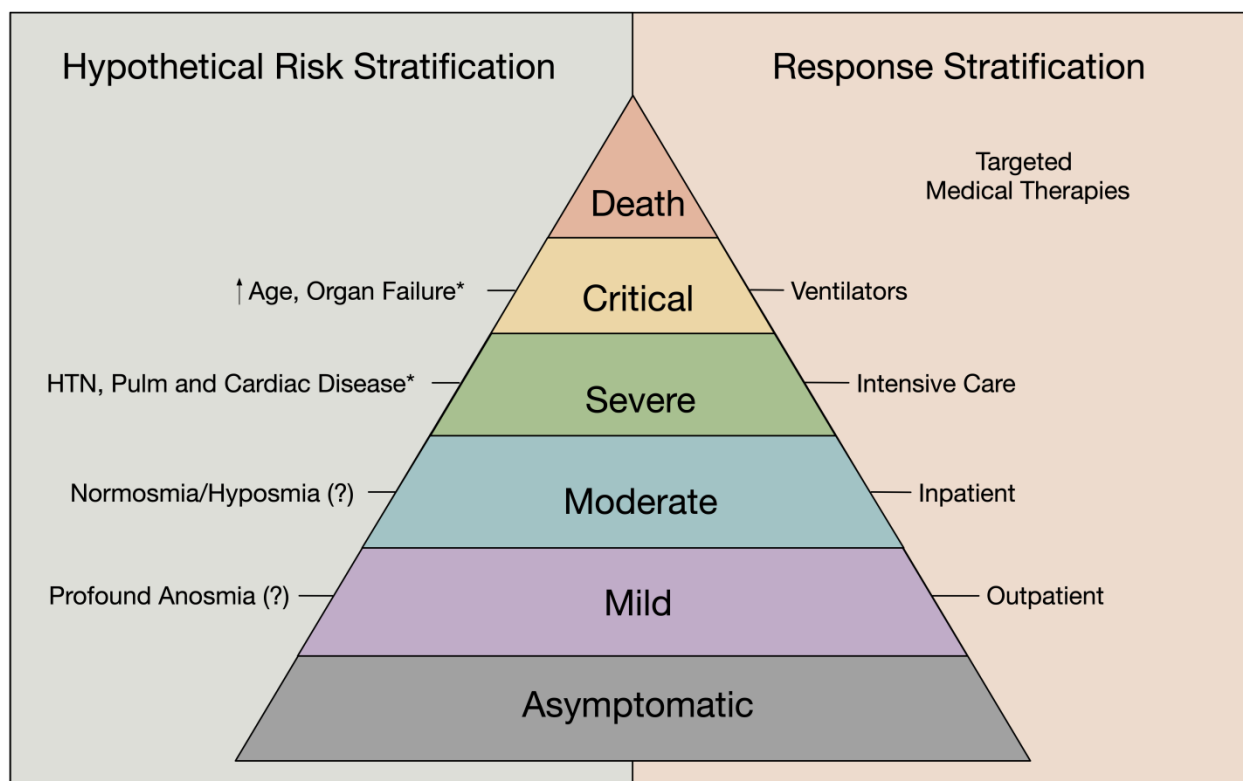 Hypothetical Risk Stratification
Response Stratification
Targeted
Medical Therapies
Death
↑ Age, Organ Failure*
Critical
Ventilators
HTN, Pulm and Cardiac Disease*
Severe
Intensive Care
Normosmia/Hyposmia (?)
Moderate
Inpatient
Profound Anosmia (?)
Mild
Outpatient
Asymptomatic